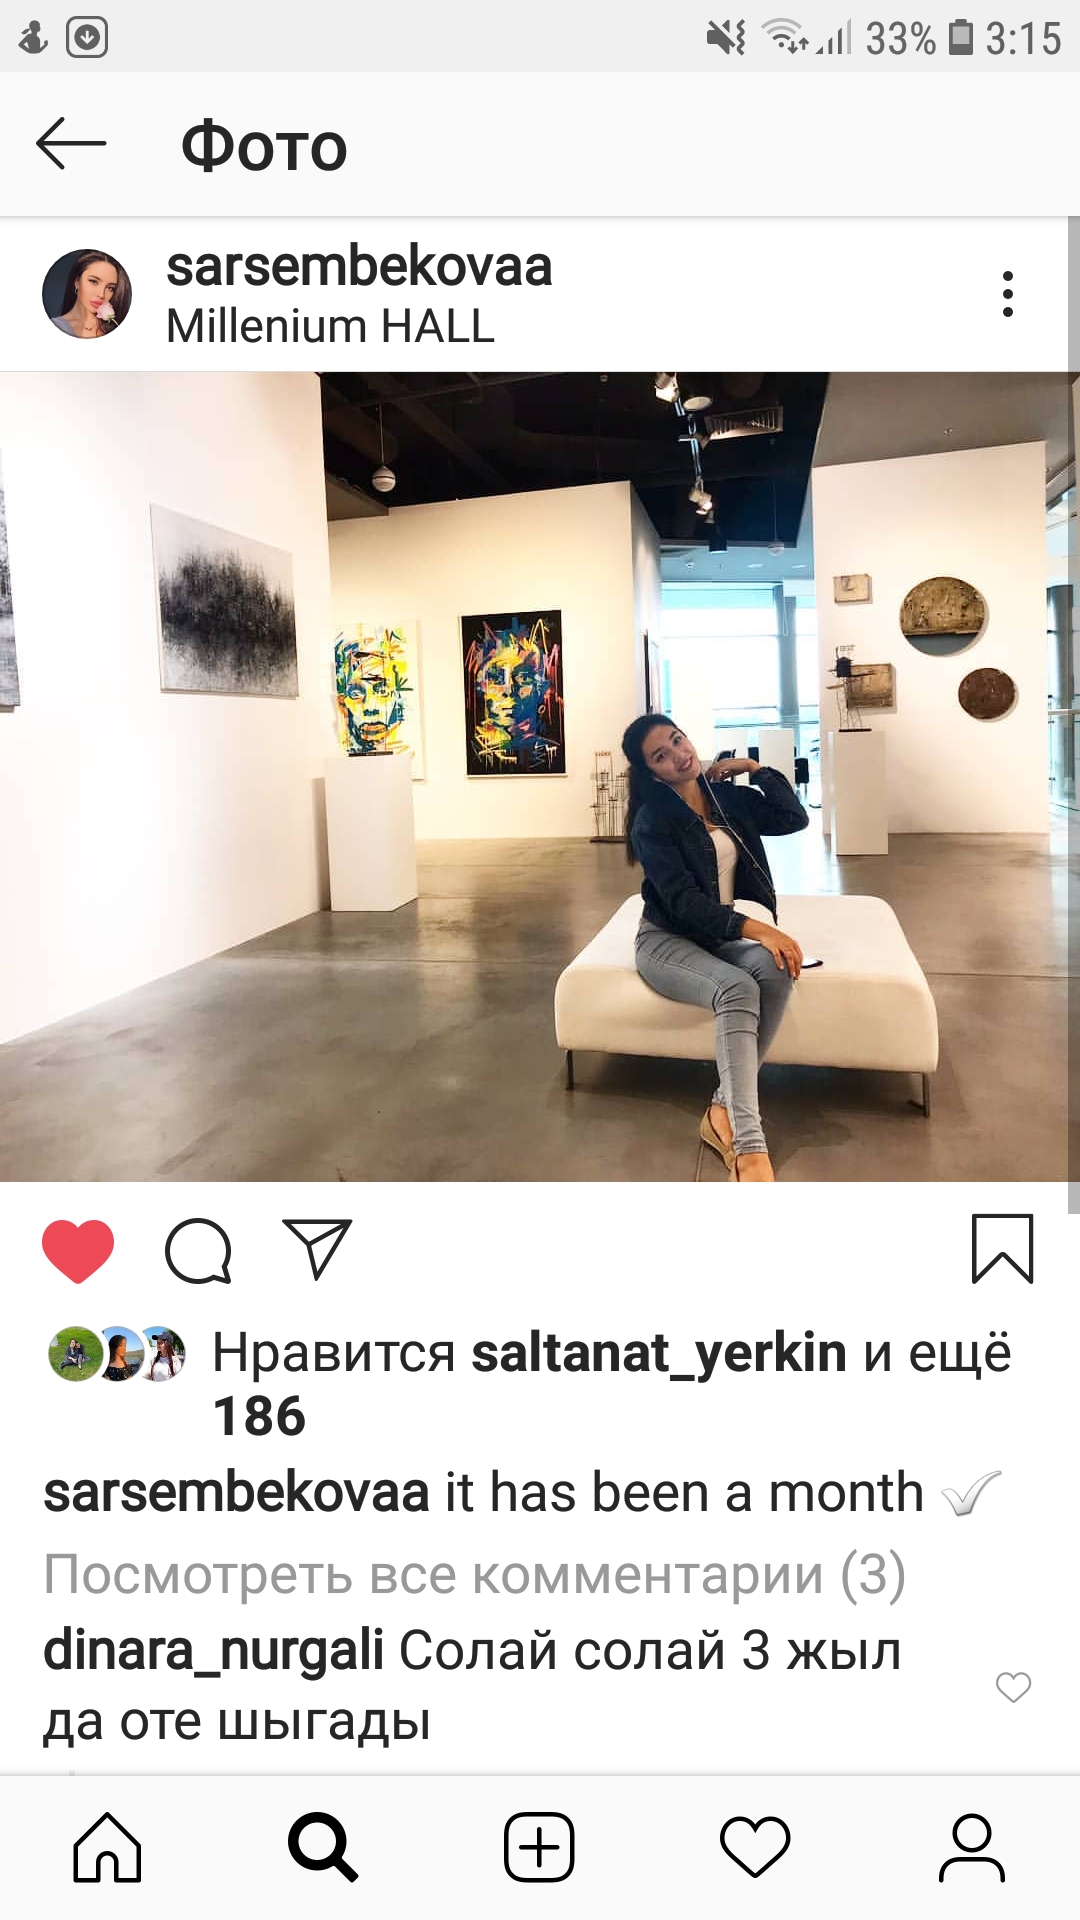 33% 3:15
Фото
sarsembekovaa
Millenium HALL
Нравится saltanat_yerkin и ещё
186
sarsembekovaa it has been a month
Посмотреть все комментарии (3)
dinara_nurgali Солай солай 3 жыл
да оте шыгады